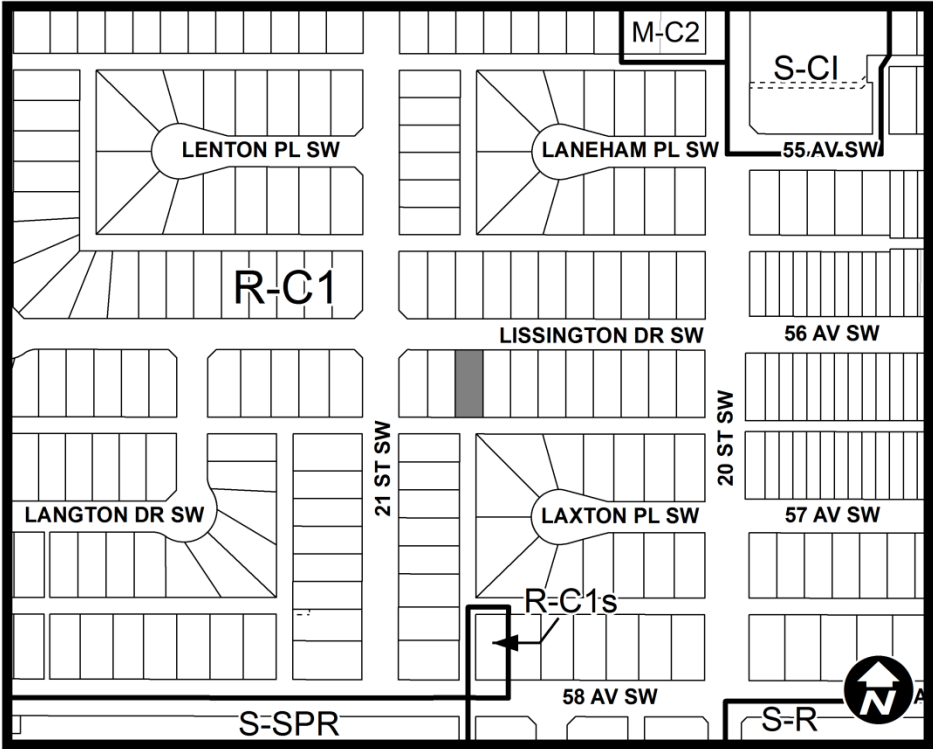 M-C2
S-CI
LENTON PL SW
LANEHAM PL SW
55 AV SW
R-C1
LISSINGTON DR SW
56 AV SW
21 ST SW
20 ST SW
LANGTON DR SW
LAXTON PL SW
57 AV SW
R-C1s
58 AV SW
A
S-SPR
S-R
N